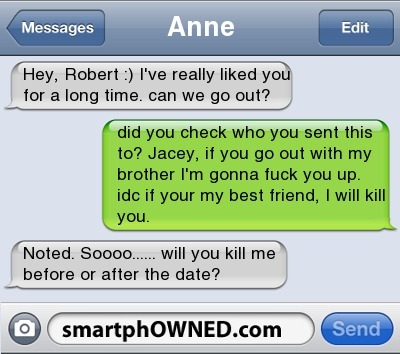 Messages
Anne
Edit
Hey, Robert :) I've really liked you
for a long time. can we go out?
did you check who you sent this
to? Jacey, if you go out with my
brother I'm gonna fuck you up.
idc if your my best friend, I will kill
you.
Noted. Soooo...... will you kill me
before or after the date?
smartphOWNED.com
Send